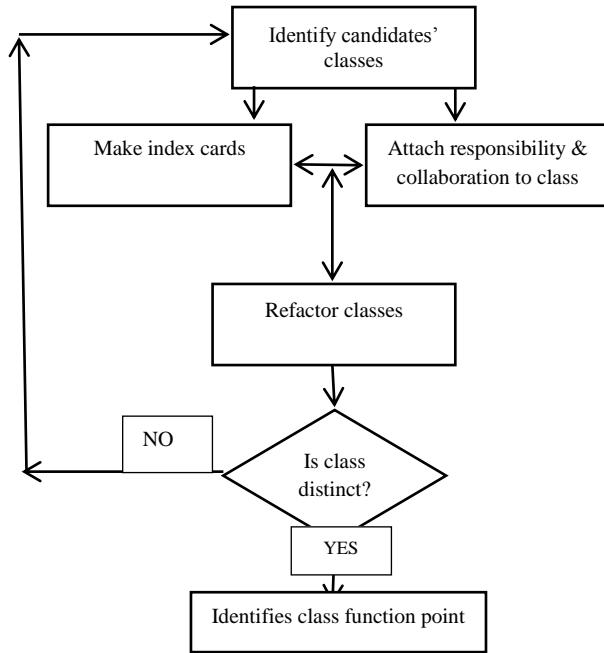 Identify candidates’
classes
Make index cards
Attach responsibility &
collaboration to class
Refactor classes
NO
Is class
distinct?
YES
Identifies class function point